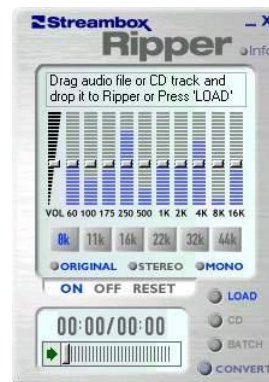 Streambox
Ripper
Info
Drag audio file or CD track and
drop it to Ripper or Press 'LOAD'
VOL 60 100 175 250 500 1K 2K 4K 8K 16K
8k 11k 16k 22k 32k 44k
ORIGINAL STEREO MONO
ON OFF RESET
LOAD
00:00/00:00
CD
BATCH
CONVERT